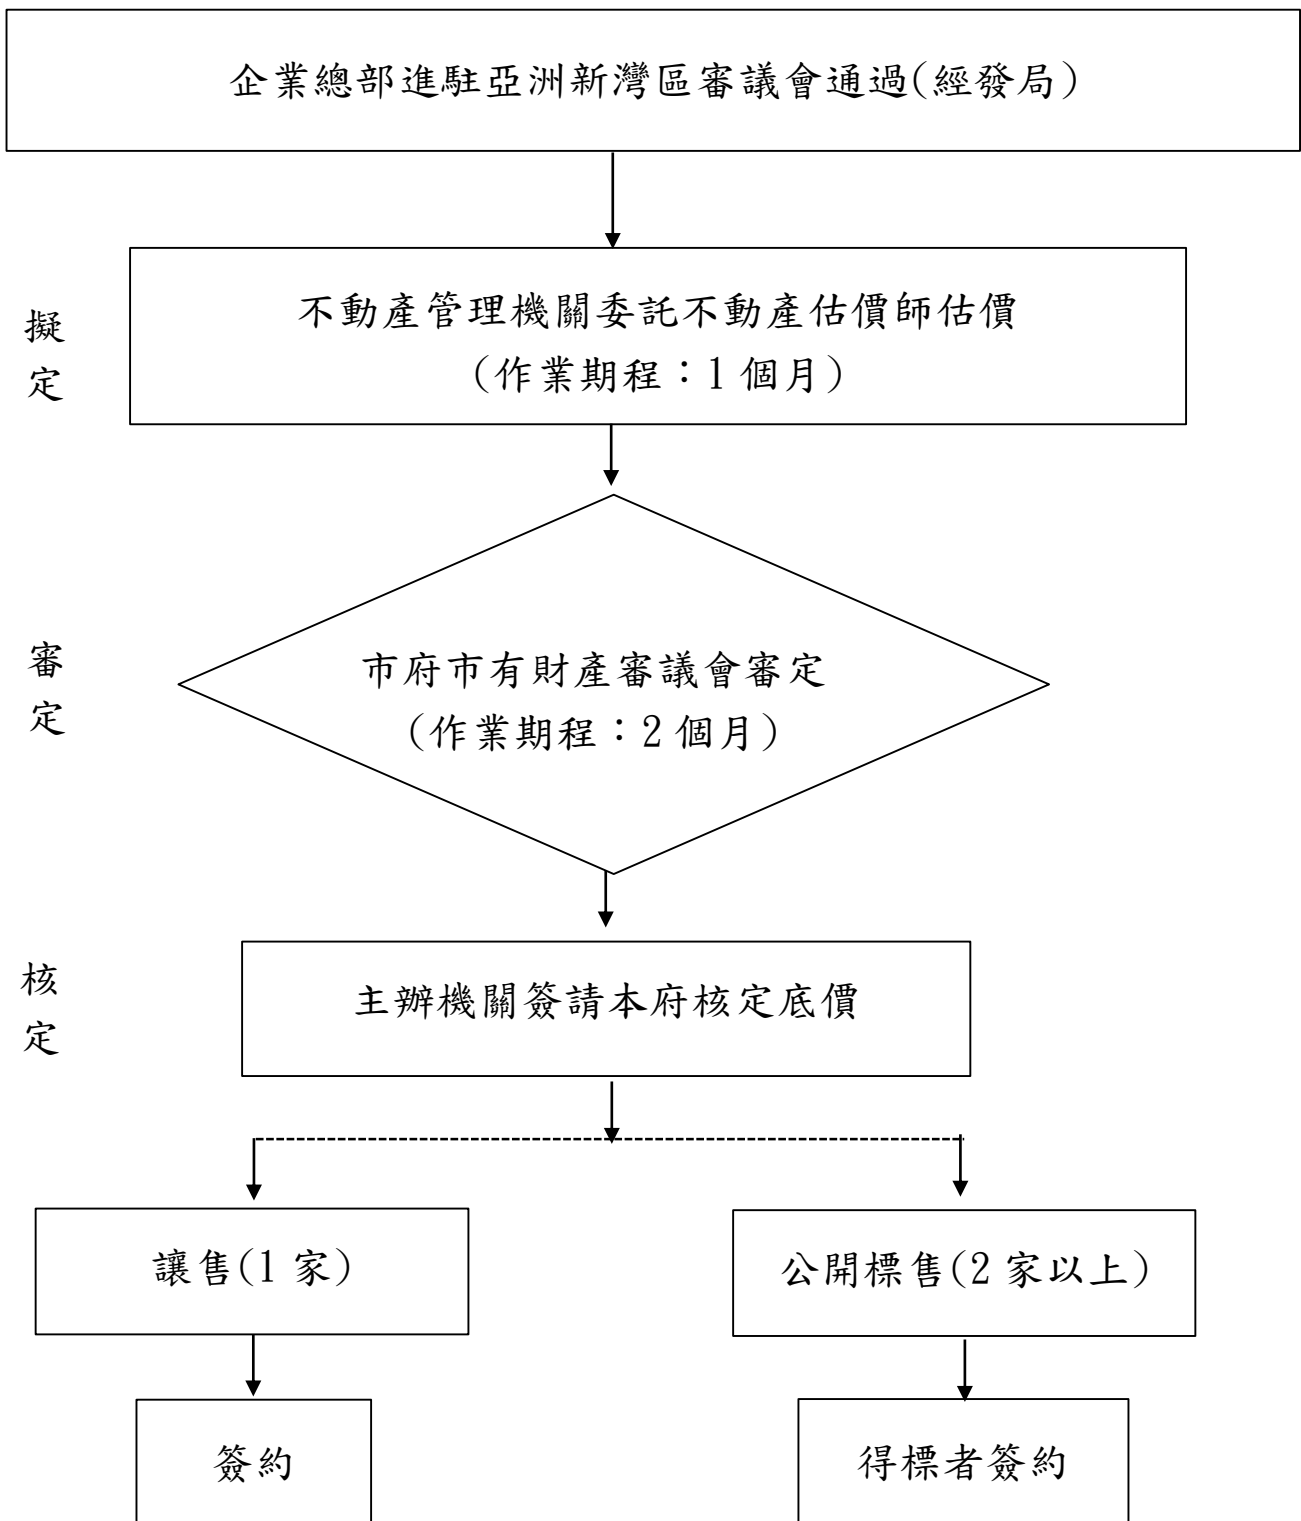 企業總部進駐亞洲新灣區審議會通過(經發局)
擬定
不動產管理機關委託不動產估價師估價
(作業期程：1 個月)
審定
市府市有財產審議會審定
(作業期程：2 個月)
核定
主辦機關簽請本府核定底價
讓售(1 家)
公開標售(2 家以上)
簽約
得標者簽約